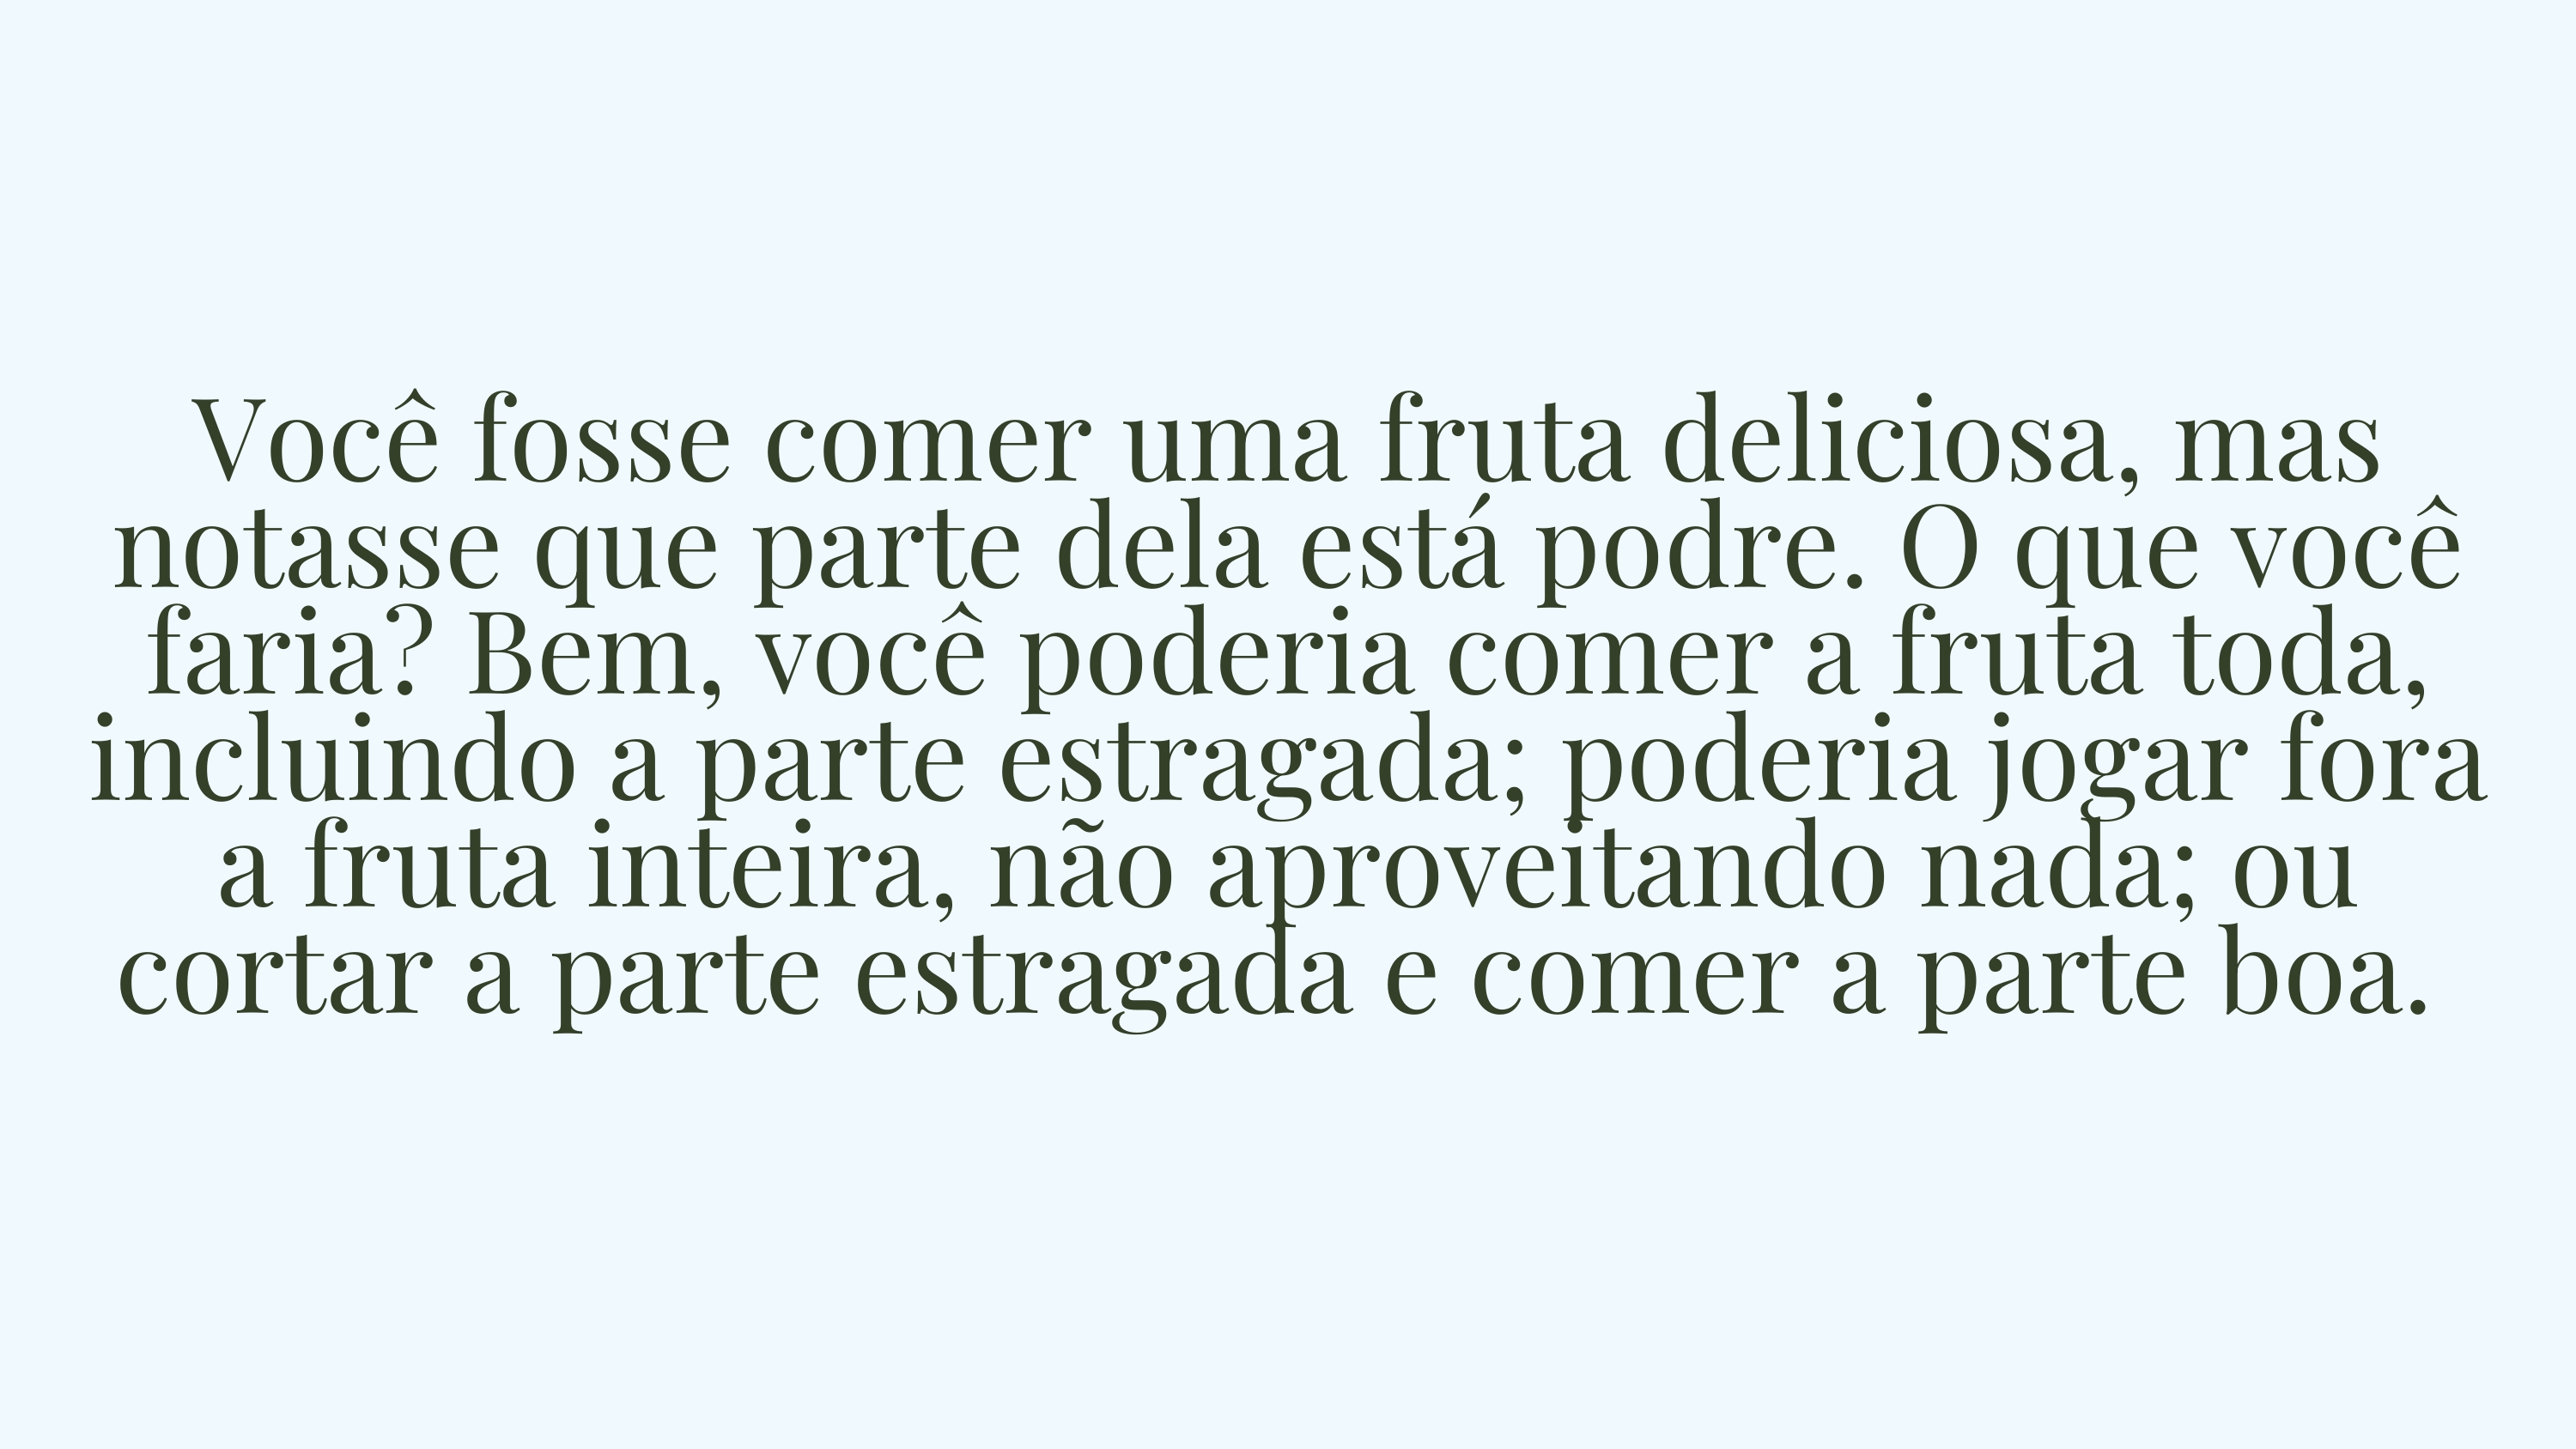 Você fosse comer uma fruta deliciosa, mas
notasse que parte dela está podre. O que você
faria? Bem, você poderia comer a fruta toda,
incluindo a parte estragada; poderia jogar fora
a fruta inteira, não aproveitando nada; ou
cortar a parte estragada e comer a parte boa.